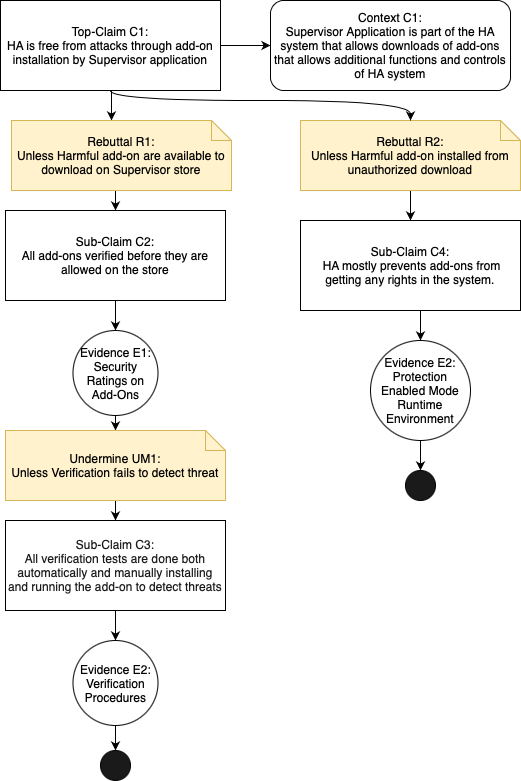 Top-Claim C1:
HA is free from attacks through add-on
installation by Supervisor application
Context C1:
Supervisor Application is part of the HA
system that allows downloads of add-ons
that allows additional functions and controls
of HA system
Rebuttal R1:
Unless Harmful add-on are available to
download on Supervisor store
Rebuttal R2:
Unless Harmful add-on installed from
unauthorized download
Sub-Claim C2:
All add-ons verified before they are
allowed on the store
Sub-Claim C4:
HA mostly prevents add-ons from
getting any rights in the system.
Evidence E1:
Security
Ratings on
Add-Ons
Evidence E2:
Protection
Enabled Mode
Runtime
Environment
Undermine UM1:
Unless Verification fails to detect threat
Sub-Claim C3:
All verification tests are done both
automatically and manually installing
and running the add-on to detect threats
Evidence E2:
Verification
Procedures